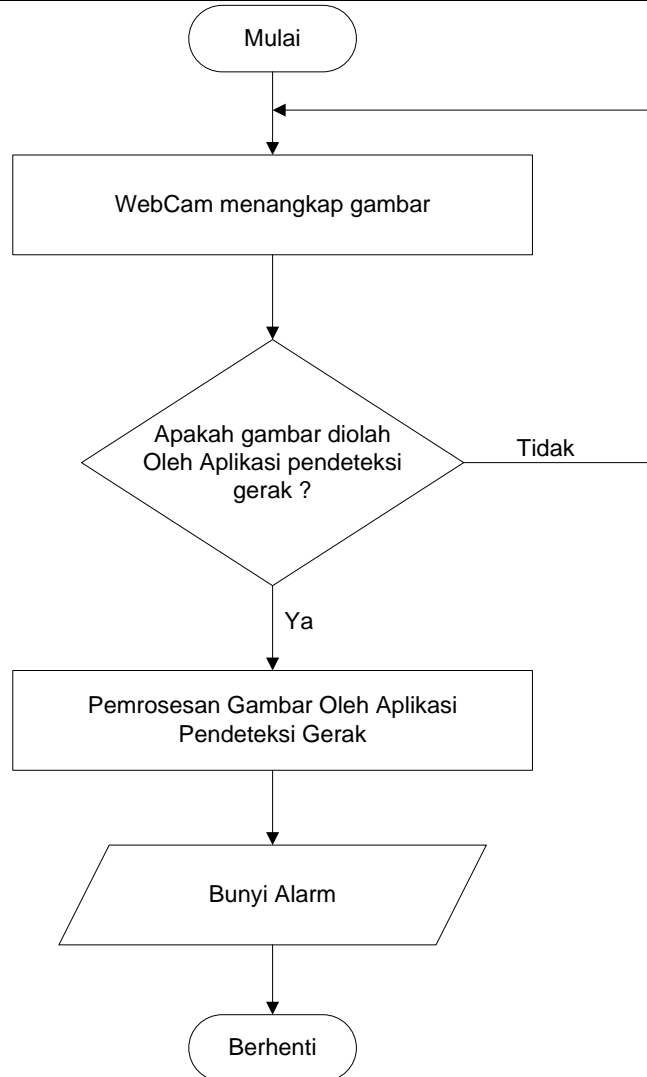 Mulai
WebCam menangkap gambar
Apakah gambar diolah
Oleh Aplikasi pendeteksi
gerak ?
Tidak
Ya
Pemrosesan Gambar Oleh Aplikasi
Pendeteksi Gerak
Bunyi Alarm
Berhenti